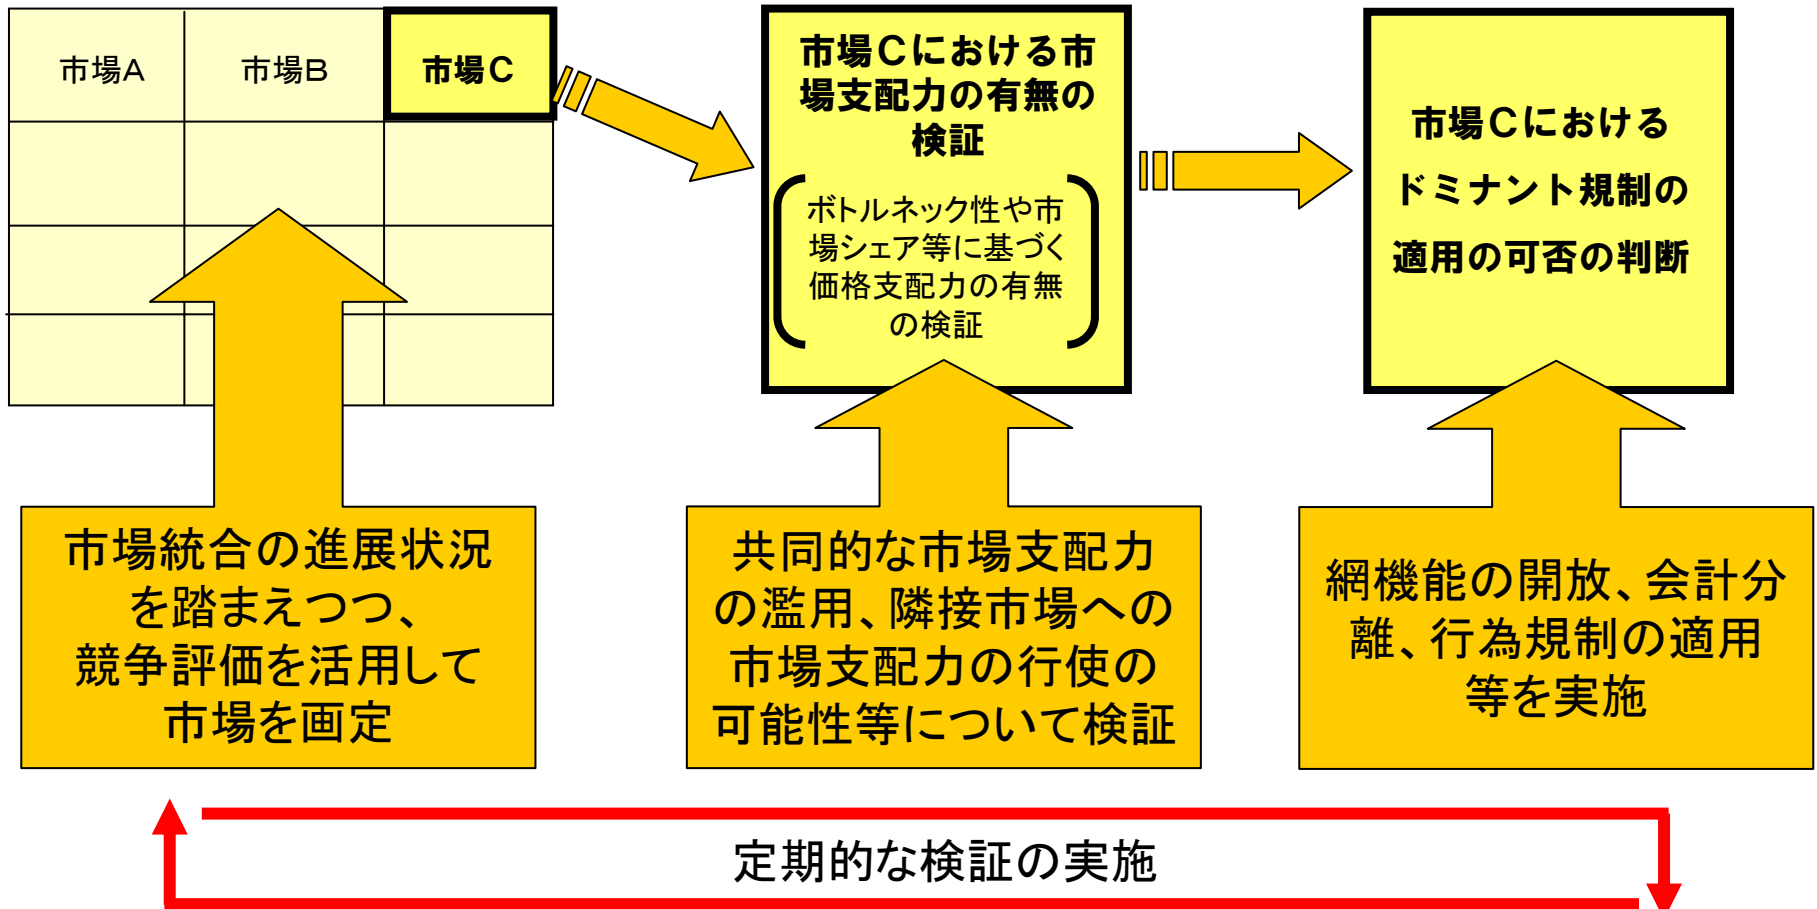 市場A
市場B
市場C
市場Cにおける市
場支配力の有無の
検証
ボトルネック性や市
場シェア等に基づく
価格支配力の有無
の検証
市場Cにおける
ドミナント規制の
適用の可否の判断
市場統合の進展状況
を踏まえつつ、
競争評価を活用して
市場を画定
共同的な市場支配力
の濫用、隣接市場への
市場支配力の行使の
可能性等について検証
網機能の開放、会計分
離、行為規制の適用
等を実施
定期的な検証の実施